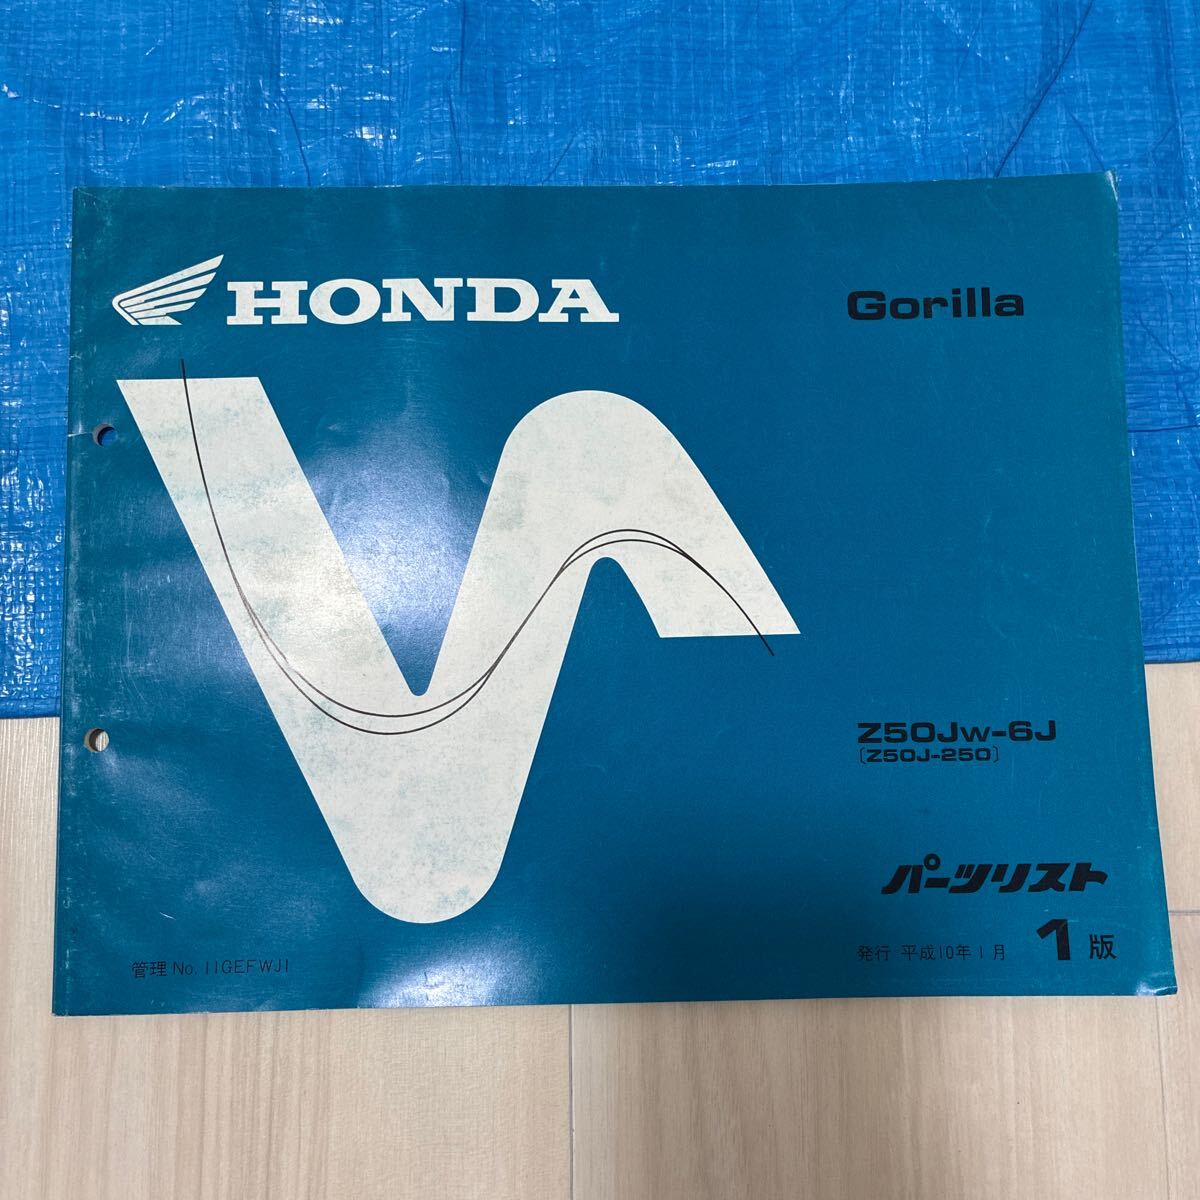 HONDA
Gorilla
Z50JW-6J
〔Z50J-250〕
パーツリスト
管理 No. 11GEFWJ1
発行 平成10年1月 1版